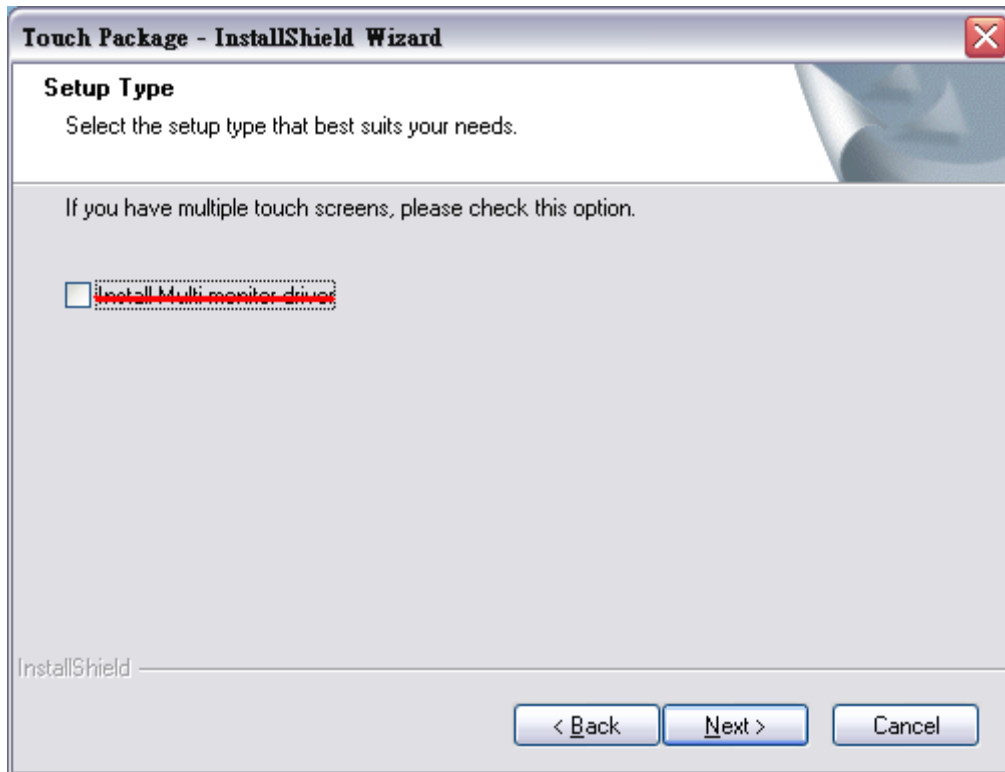 Touch Package - InstallShield Wizard
Setup Type
Select the setup type that best suits your needs.
If you have multiple touch screens, please check this option.
Install Multi-monitor driver
InstallShield
< Back
Next >
Cancel